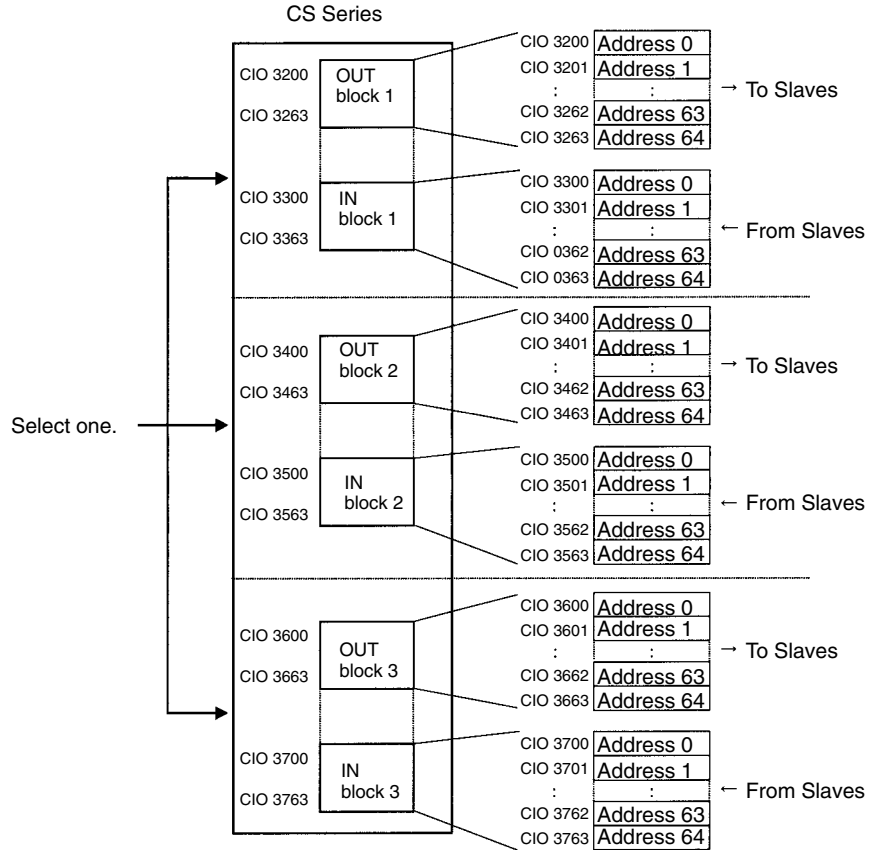 CS Series
CIO 3200
CIO 3263
OUT
block 1
CIO 3200 Address 0
CIO 3201 Address 1
: :
CIO 3262 Address 63
CIO 3263 Address 64
→ To Slaves
CIO 3300
CIO 3363
IN
block 1
CIO 3300 Address 0
CIO 3301 Address 1
: :
CIO 0362 Address 63
CIO 0363 Address 64
← From Slaves
Select one.
CIO 3400
CIO 3463
OUT
block 2
CIO 3400 Address 0
CIO 3401 Address 1
: :
CIO 3462 Address 63
CIO 3463 Address 64
→ To Slaves
CIO 3500
CIO 3563
IN
block 2
CIO 3500 Address 0
CIO 3501 Address 1
: :
CIO 3562 Address 63
CIO 3563 Address 64
← From Slaves
CIO 3600
CIO 3663
OUT
block 3
CIO 3600 Address 0
CIO 3601 Address 1
: :
CIO 3662 Address 63
CIO 3663 Address 64
→ To Slaves
CIO 3700
CIO 3763
IN
block 3
CIO 3700 Address 0
CIO 3701 Address 1
: :
CIO 3762 Address 63
CIO 3763 Address 64
← From Slaves